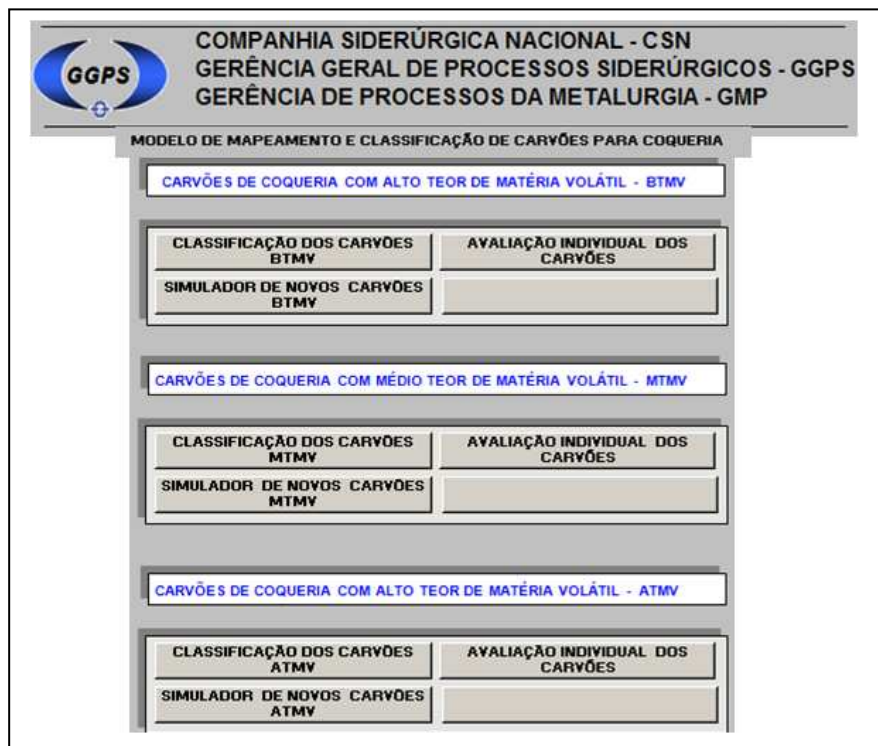 GGPS
COMPANHIA SIDERÚRGICA NACIONAL - CSN
GERÊNCIA GERAL DE PROCESSOS SIDERÚRGICOS - GGPS
GERÊNCIA DE PROCESSOS DA METALURGIA - GMP
MODELO DE MAPEAMENTO E CLASSIFICAÇÃO DE CARVÕES PARA COQUERIA
CARVÕES DE COQUERIA COM ALTO TEOR DE MATÉRIA VOLÁTIL - BTMV
CLASSIFICAÇÃO DOS CARVÕES
BTMV
AVALIAÇÃO INDIVIDUAL DOS
CARVÕES
SIMULADOR DE NOVOS CARVÕES
BTMV
CARVÕES DE COQUERIA COM MÉDIO TEOR DE MATÉRIA VOLÁTIL - MTMV
CLASSIFICAÇÃO DOS CARVÕES
MTMV
AVALIAÇÃO INDIVIDUAL DOS
CARVÕES
SIMULADOR DE NOVOS CARVÕES
MTMV
CARVÕES DE COQUERIA COM ALTO TEOR DE MATÉRIA VOLÁTIL - ATMV
CLASSIFICAÇÃO DOS CARVÕES
ATMV
AVALIAÇÃO INDIVIDUAL DOS
CARVÕES
SIMULADOR DE NOVOS CARVÕES
ATMV